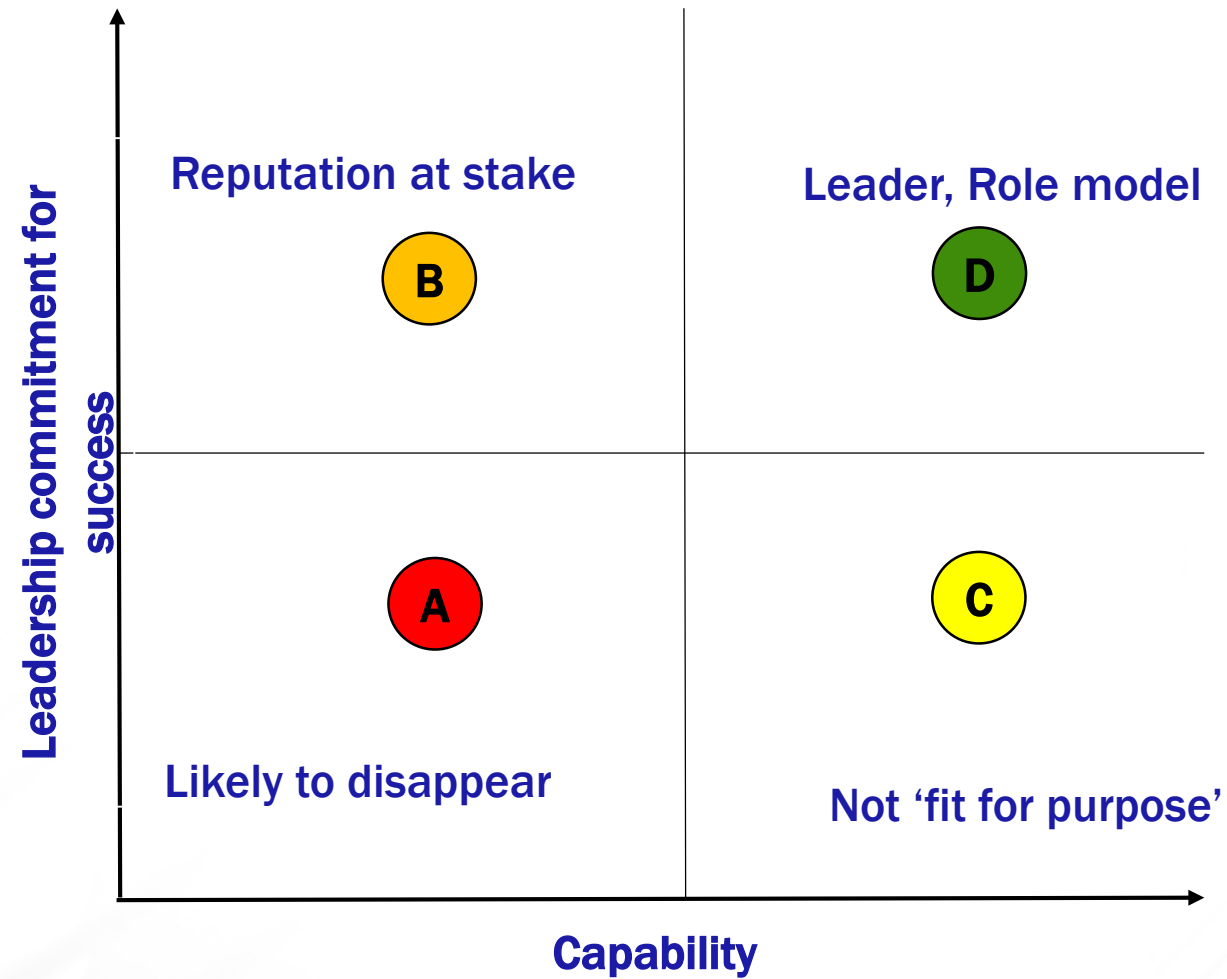 Leadership commitment for
success
Reputation at stake
Leader, Role model
B
D
A
C
Likely to disappear
Not ‘fit for purpose’
Capability